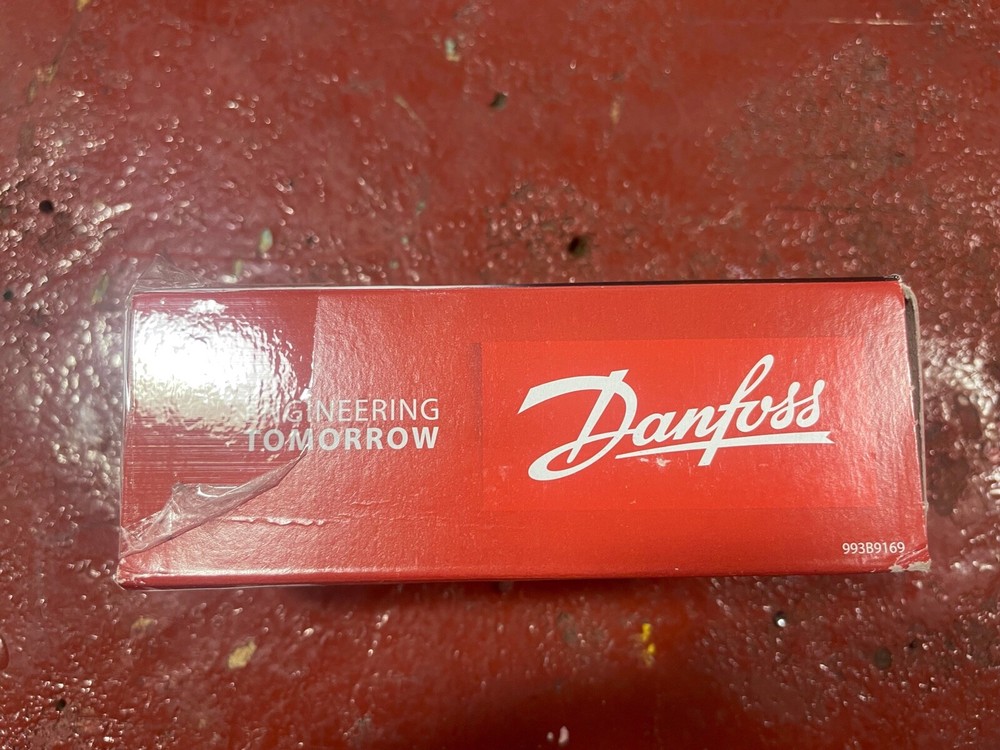 ENGINEERING
TOMORROW
Danfoss
993B9169